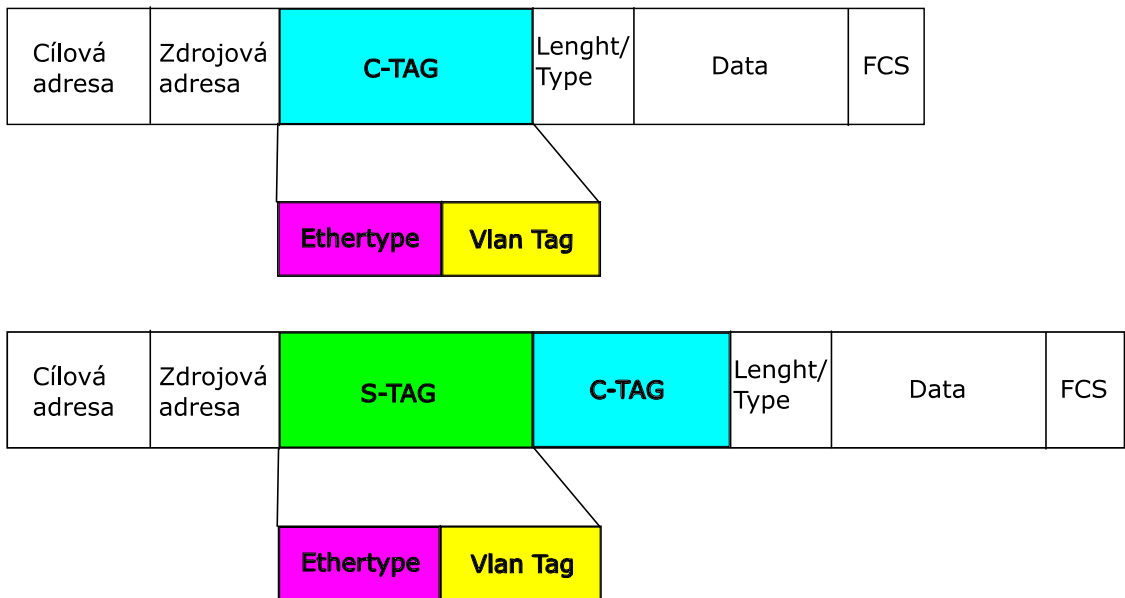 Cílová
adresa
Zdrojová
adresa
C-TAG
Lenght/
Type
Data
FCS
Ethertype
Vlan Tag
Cílová
adresa
Zdrojová
adresa
S-TAG
C-TAG
Lenght/
Type
Data
FCS
Ethertype
Vlan Tag